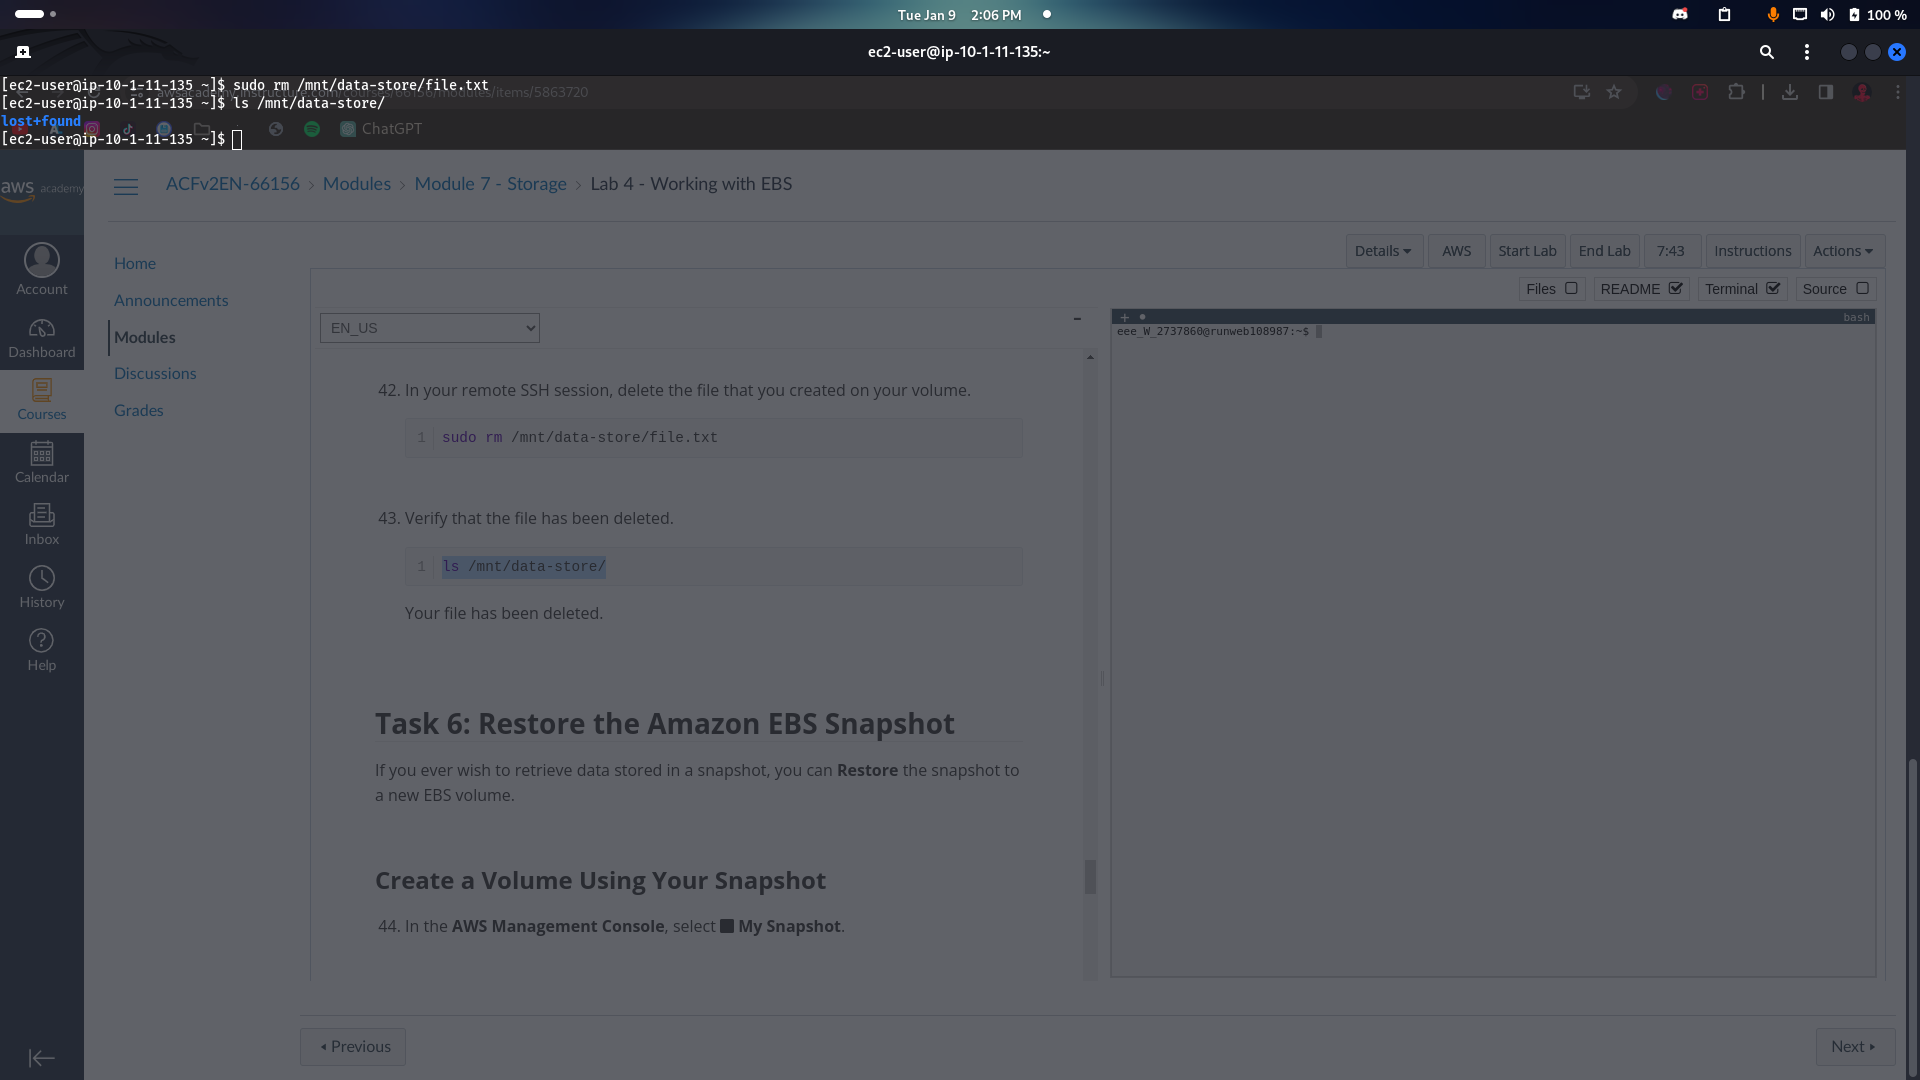 Tue Jan 9 2:06 PM
100 %
ec2-user@ip-10-1-11-135:~
[ec2-user@ip-10-1-11-135 ~]$ sudo rm /mnt/data-store/file.txt
awsacademy.instructure.com/courses/66156/modules/items/5863720
[ec2-user@ip-10-1-11-135 ~]$ ls /mnt/data-store/
lost+found
ChatGPT
[ec2-user@ip-10-1-11-135 ~]$
aws academy
ACFv2EN-66156 › Modules › Module 7 - Storage › Lab 4 - Working with EBS
Account
Dashboard
Courses
Calendar
Inbox
History
Help
Home
Announcements
Modules
Discussions
Grades
Details AWS Start Lab End Lab 7:43 Instructions Actions
Files README Terminal Source
EN_US
42. In your remote SSH session, delete the file that you created on your volume.
1 sudo rm /mnt/data-store/file.txt
43. Verify that the file has been deleted.
1 ls /mnt/data-store/
Your file has been deleted.
Task 6: Restore the Amazon EBS Snapshot
If you ever wish to retrieve data stored in a snapshot, you can Restore the snapshot to
a new EBS volume.
Create a Volume Using Your Snapshot
44. In the AWS Management Console, select My Snapshot.
bash
eee_W_2737860@runweb108987:~$
Previous
Next